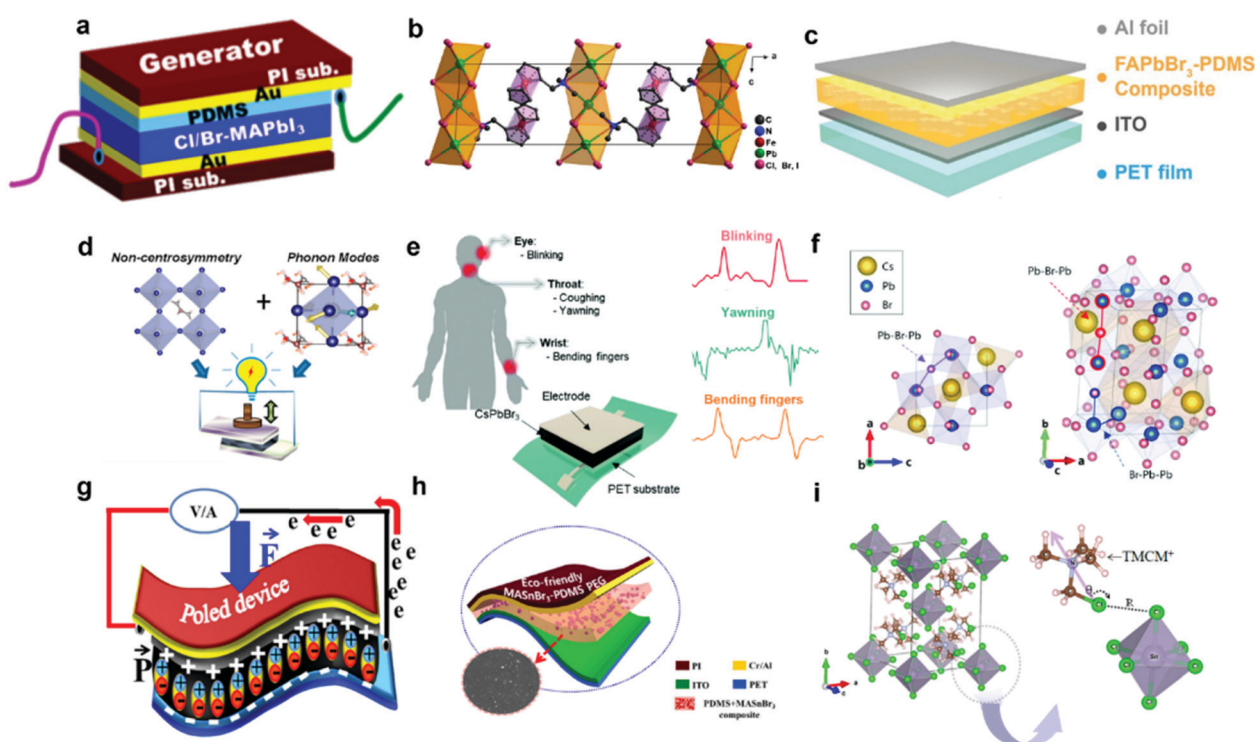 a
Generator
PI sub.
Au
PDMS
Cl/Br-MAPbI3
Au
PI sub.
b
a
c
C
N
Fe
Pb
Cl, Br, I
c
Al foil
FAPbBr3-PDMS
Composite
ITO
PET film
d
Non-centrosymmetry
Phonon Modes
+
e
Eye:
- Blinking
Throat:
- Coughing
- Yawning
Wrist:
- Bending fingers
Electrode
CsPbBr3
PET substrate
Blinking
Yawning
Bending fingers
f
Cs
Pb
Br
Pb-Br-Pb
Pb-Br-Pb
Br-Pb-Pb
a
b
c
b
c
a
g
V/A
e e e e
e
e
e
e
e
F
Poled device
P
h
Eco-friendly
MASnBr3-PDMS PEG
PI
Cr/Al
ITO
PET
PDMS+MASnBr3
composite
i
TMCM+
θ
R
Sn
b
a
c